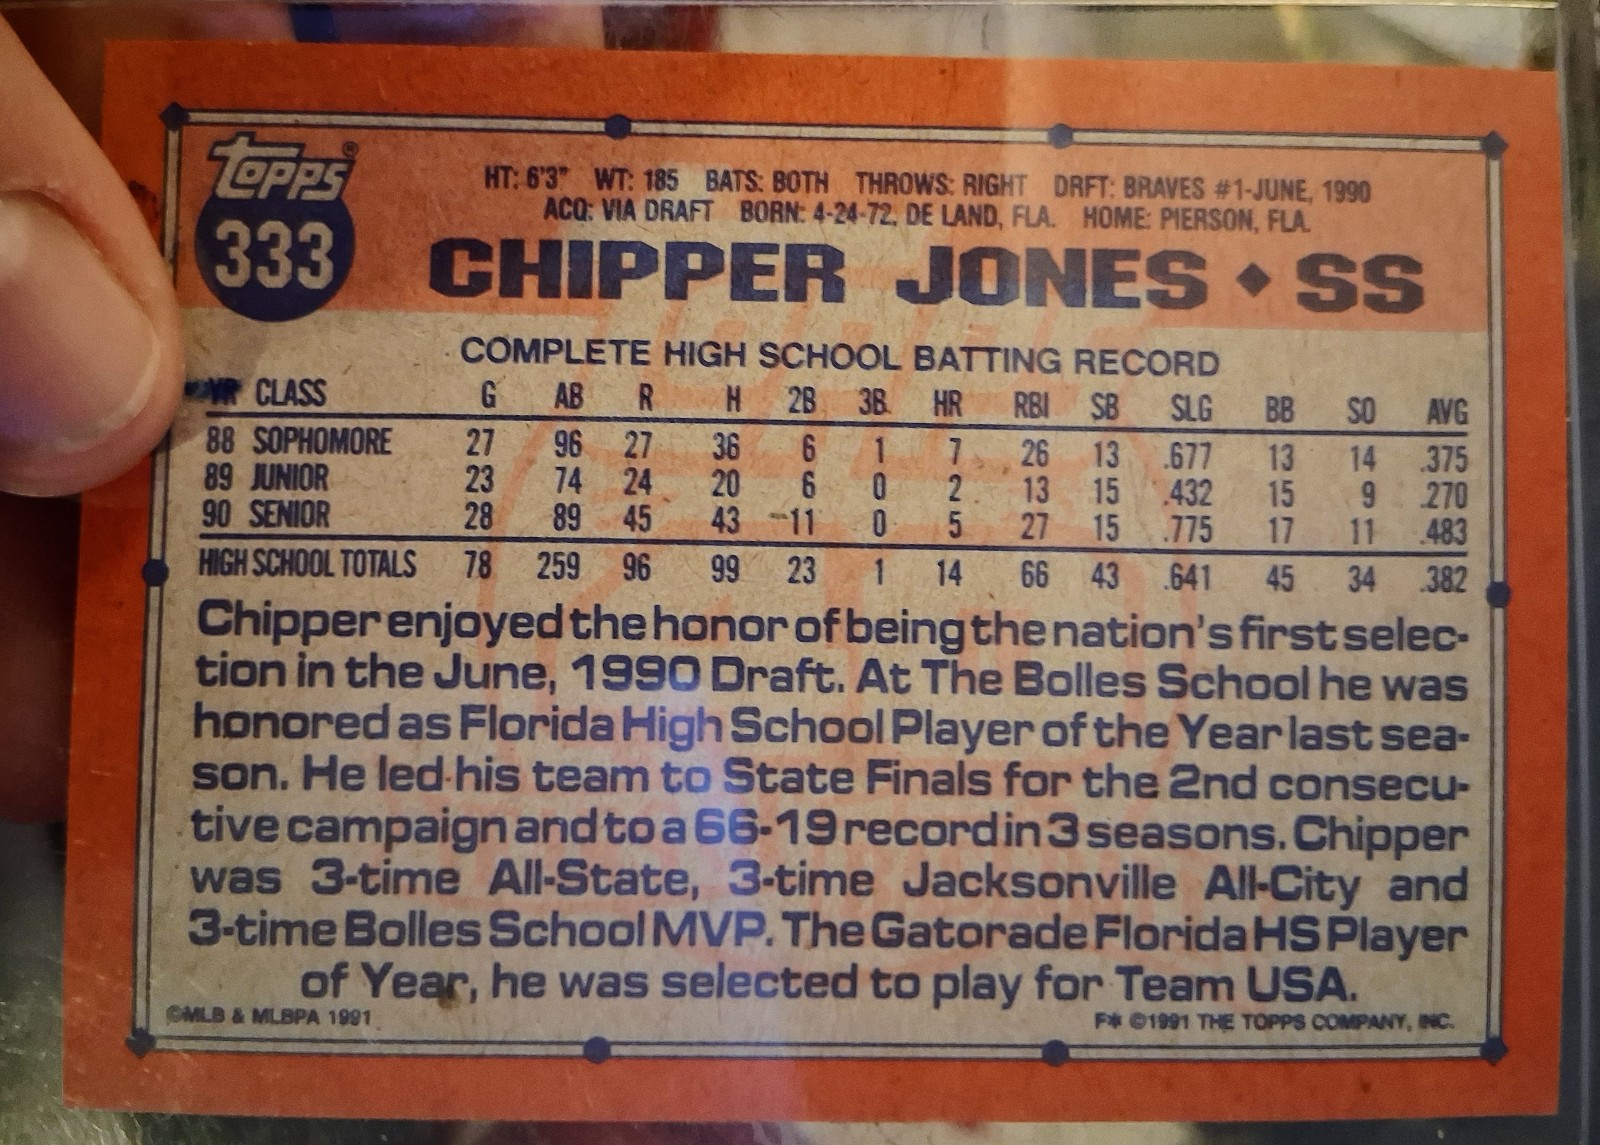 Topps®
333
HT: 6'3" WT: 185 BATS: BOTH THROWS: RIGHT DRFT: BRAVES #1-JUNE, 1990
ACQ: VIA DRAFT BORN: 4-24-72, DE LAND, FLA. HOME: PIERSON, FLA.
CHIPPER JONES ♦ SS
COMPLETE HIGH SCHOOL BATTING RECORD
YR CLASS G AB R H 2B 3B HR RBI SB SLG BB SO AVG
88 SOPHOMORE 27 96 27 36 6 1 7 26 13 .677 13 14 .375
89 JUNIOR 23 74 24 20 6 0 2 13 15 .432 15 9 .270
90 SENIOR 28 89 45 43 11 0 5 27 15 .775 17 11 .483
HIGH SCHOOL TOTALS 78 259 96 99 23 1 14 66 43 .641 45 34 .382
Chipper enjoyed the honor of being the nation's first selec-
tion in the June, 1990 Draft. At The Bolles School he was
honored as Florida High School Player of the Year last sea-
son. He led his team to State Finals for the 2nd consecu-
tive campaign and to a 66-19 record in 3 seasons. Chipper
was 3-time All-State, 3-time Jacksonville All-City and
3-time Bolles School MVP. The Gatorade Florida HS Player
of Year, he was selected to play for Team USA.
©MLB & MLBPA 1991
F* ©1991 THE TOPPS COMPANY, INC.